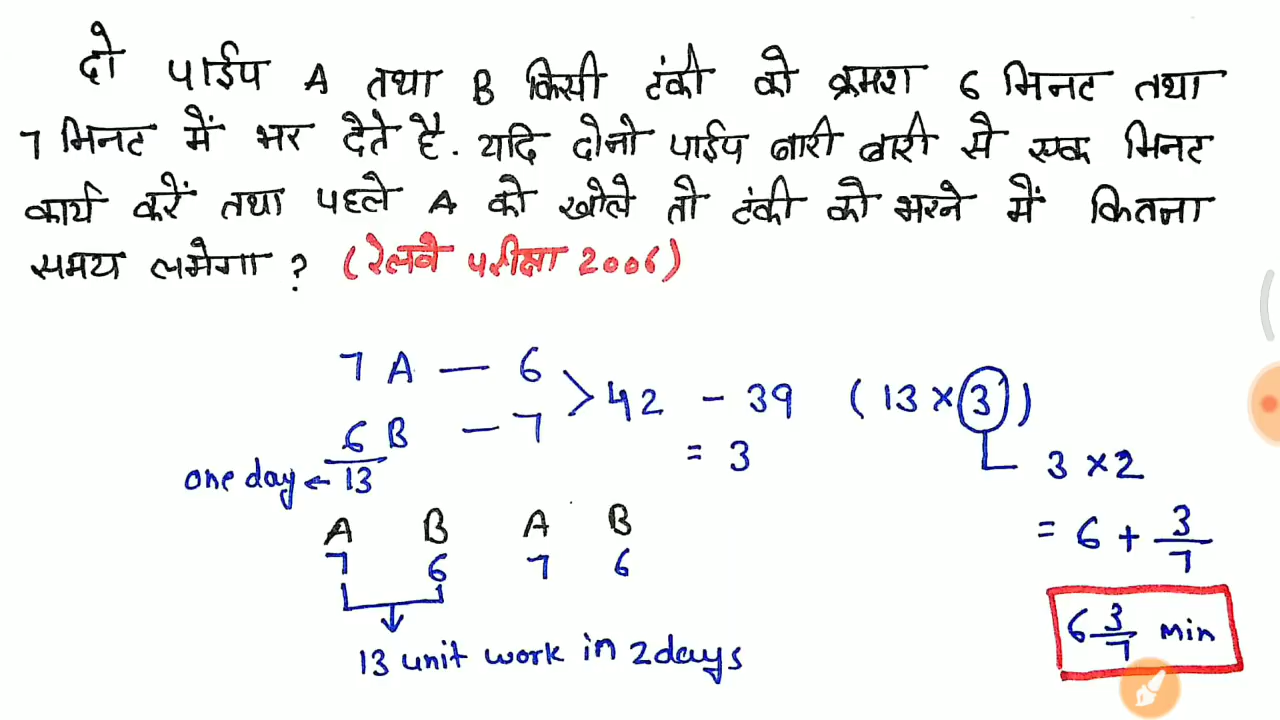 दो पाईप A तथा B किसी टंकी को क्रमश 6 मिनट तथा
7 मिनट में भर देते है. यदि दोनो पाईप बारी बारी से एक मिनट
कार्य करें तथा पहले A को खोले तो टंकी को भरने में कितना
समय लगेगा ? (रेलवे परीक्षा 2006)
7 A — 6
6 B — 7
> 42 - 39 (13 × 3)
= 3
one day ← 13
3 × 2
= 6 + 3/7
A B A B
7 6 7 6
13 unit work in 2 days
6 3/7 min